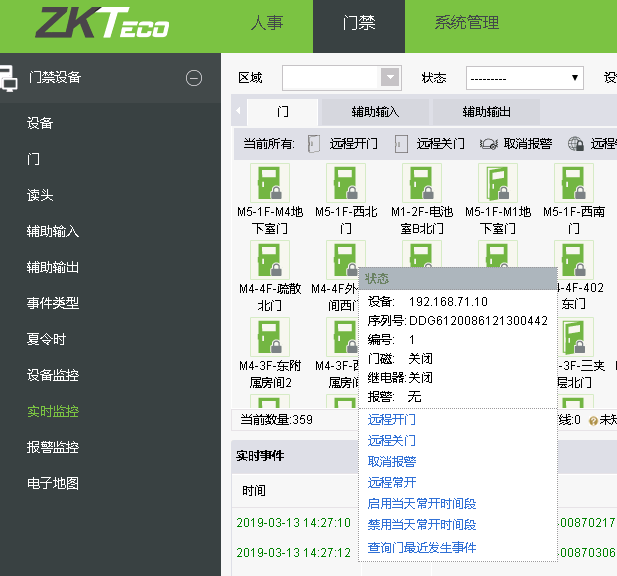 ZKTECO
人事
门禁
系统管理
门禁设备
设备
门
读头
辅助输入
辅助输出
事件类型
夏令时
设备监控
实时监控
报警监控
电子地图
区域
状态
---------
门
辅助输入
辅助输出
当前所有:
远程开门
远程关门
取消报警
M5-1F-M4地
下室门
M5-1F-西北
门
M1-2F-电池
室B北门
M5-1F-M1地
下室门
M5-1F-西南
门
M4-4F-疏散
北门
M4-4F外
间西门
4-4F-402
东门
M4-3F-东附
属房间2
M4-3F-西
属房间
-3F-三夹
层北门
当前数量:359
线:0
未知
状态
设备: 192.168.71.10
序列号: DDG6120086121300442
编号: 1
门磁: 关闭
继电器: 关闭
报警: 无
远程开门
远程关门
取消报警
远程常开
启用当天常开时间段
禁用当天常开时间段
查询门最近发生事件
实时事件
时间
2019-03-13 14:27:10
-00870217
2019-03-13 14:27:12
-00870306